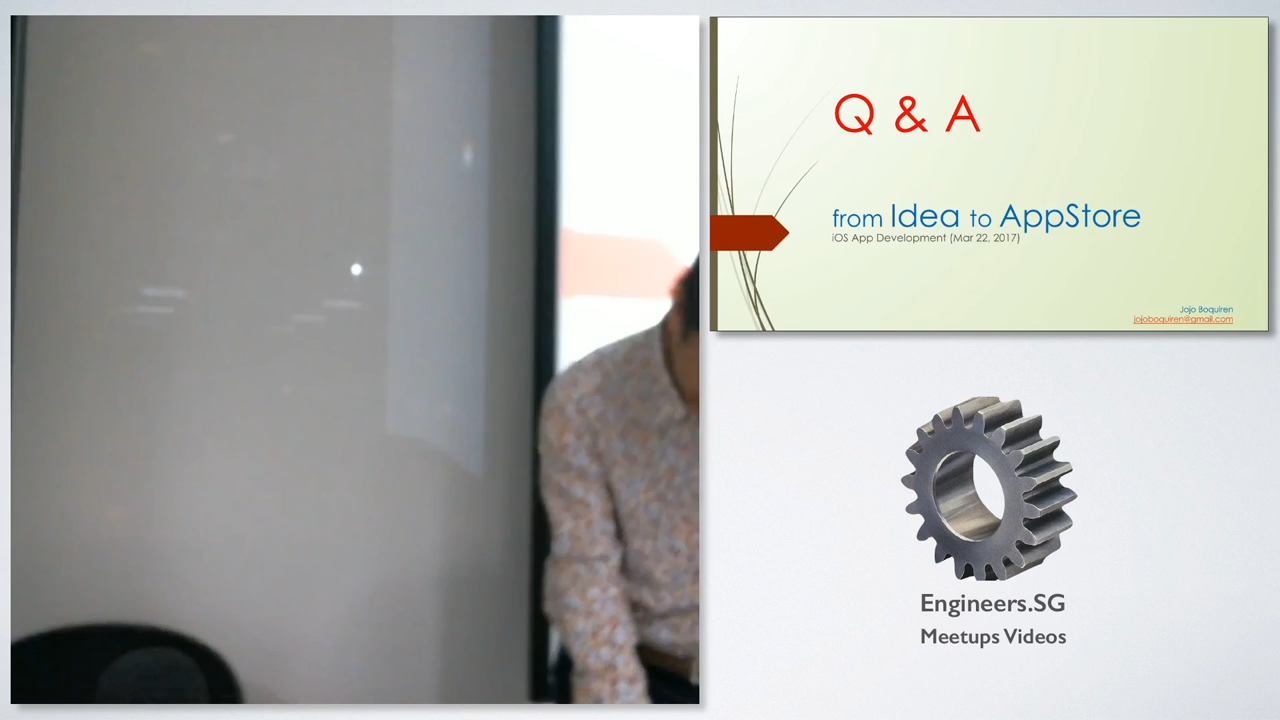 Q & A
from Idea to AppStore
iOS App Development (Mar 22, 2017)
Jojo Boquiren
jojoboquiren@gmail.com
Engineers.SG
Meetups Videos